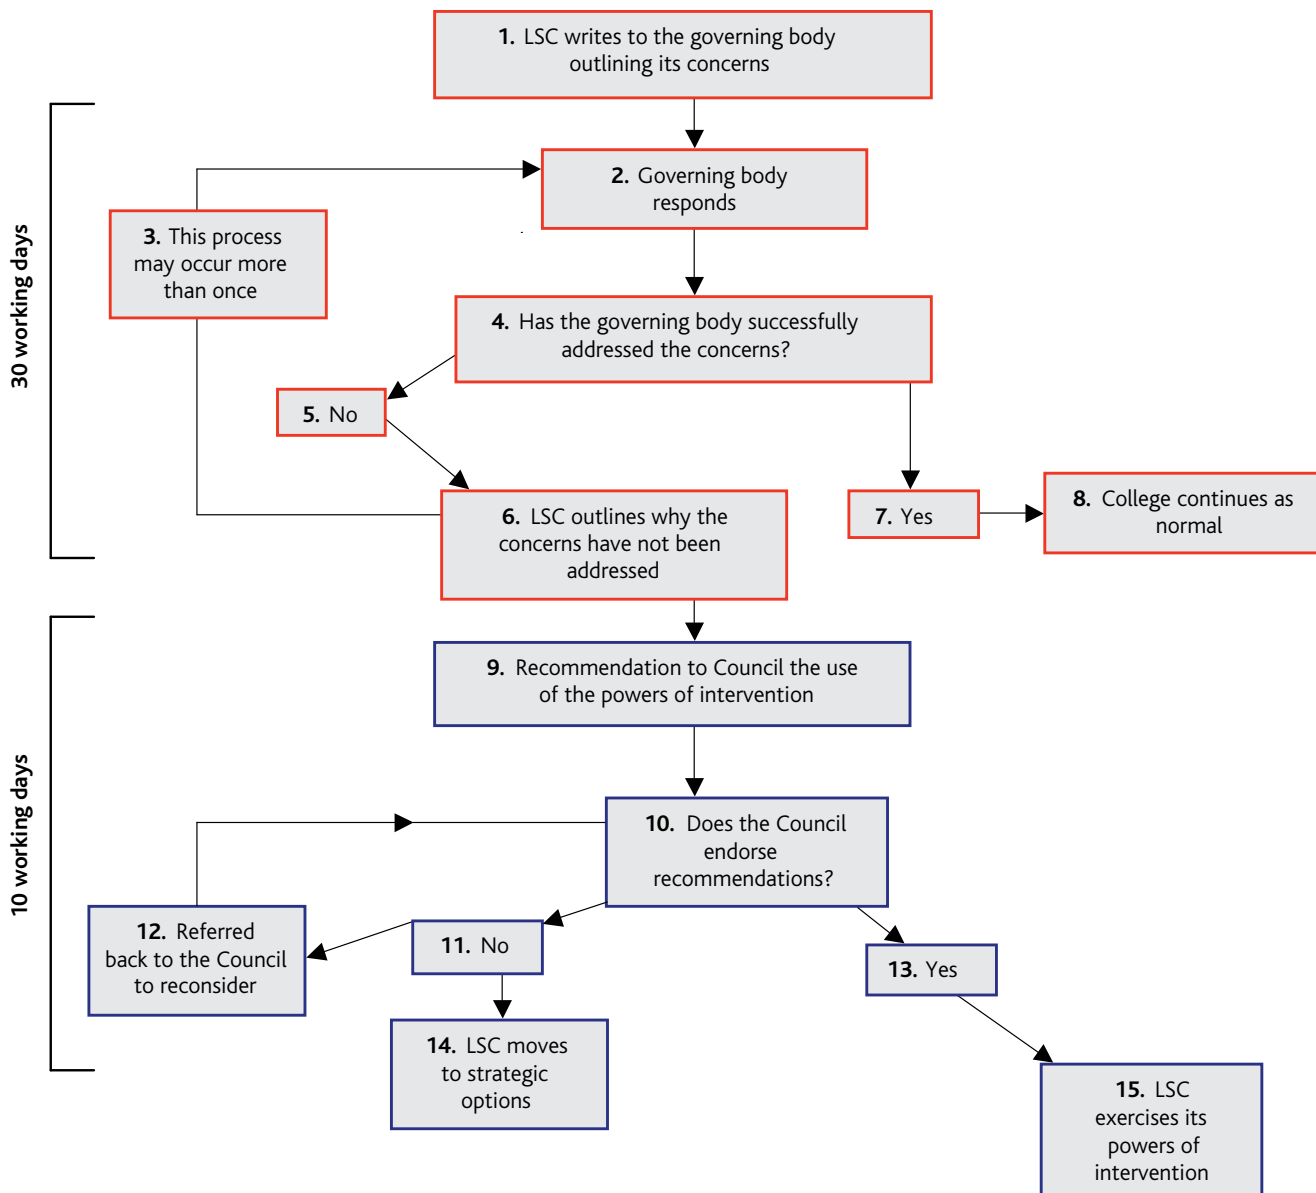 1. LSC writes to the governing body
outlining its concerns
30 working days
2. Governing body
responds
3. This process
may occur more
than once
4. Has the governing body successfully
addressed the concerns?
5. No
6. LSC outlines why the
concerns have not been
addressed
7. Yes
8. College continues as
normal
10 working days
9. Recommendation to Council the use
of the powers of intervention
10. Does the Council
endorse
recommendations?
11. No
12. Referred
back to the Council
to reconsider
13. Yes
14. LSC moves
to strategic
options
15. LSC
exercises its
powers of
intervention